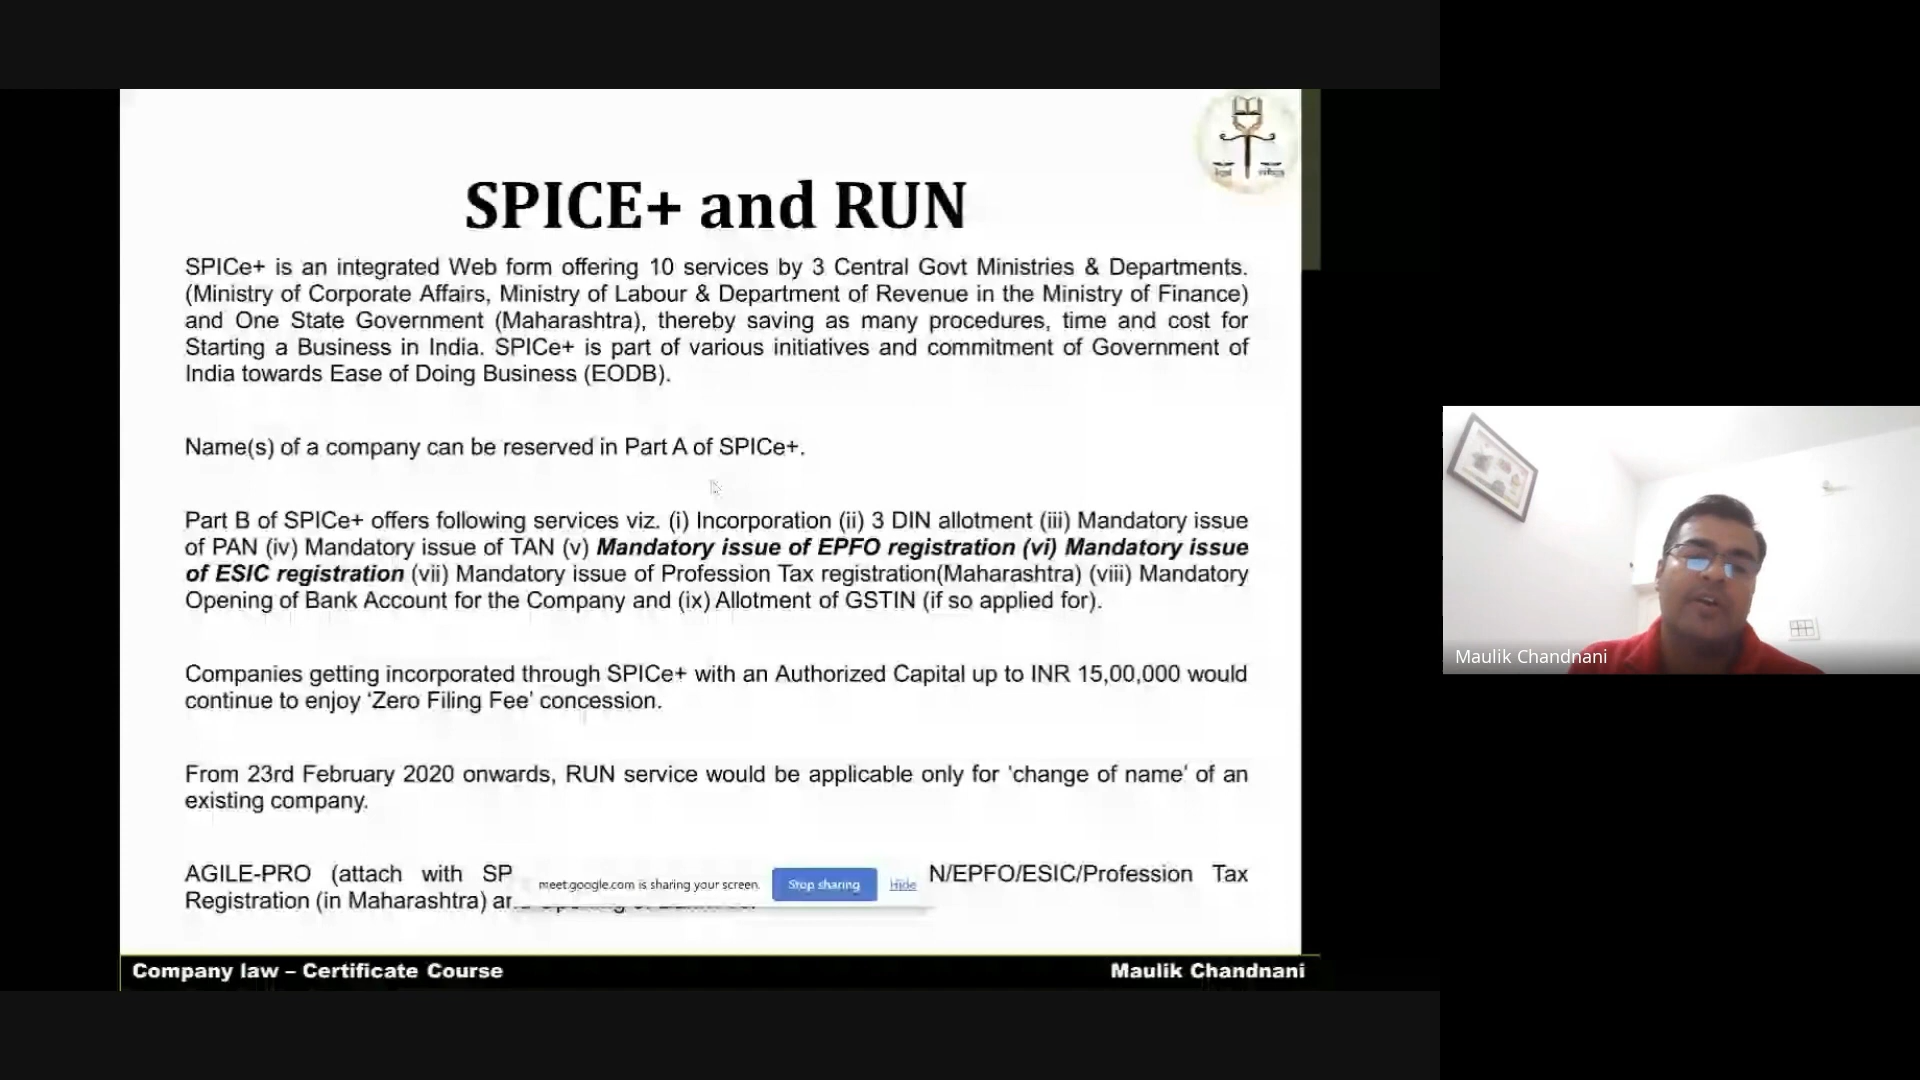 SPICE+ and RUN
SPICe+ is an integrated Web form offering 10 services by 3 Central Govt Ministries & Departments.
(Ministry of Corporate Affairs, Ministry of Labour & Department of Revenue in the Ministry of Finance)
and One State Government (Maharashtra), thereby saving as many procedures, time and cost for
Starting a Business in India. SPICe+ is part of various initiatives and commitment of Government of
India towards Ease of Doing Business (EODB).
Name(s) of a company can be reserved in Part A of SPICe+.
Part B of SPICe+ offers following services viz. (i) Incorporation (ii) 3 DIN allotment (iii) Mandatory issue
of PAN (iv) Mandatory issue of TAN (v) Mandatory issue of EPFO registration (vi) Mandatory issue
of ESIC registration (vii) Mandatory issue of Profession Tax registration(Maharashtra) (viii) Mandatory
Opening of Bank Account for the Company and (ix) Allotment of GSTIN (if so applied for).
Companies getting incorporated through SPICe+ with an Authorized Capital up to INR 15,00,000 would
continue to enjoy ‘Zero Filing Fee’ concession.
From 23rd February 2020 onwards, RUN service would be applicable only for 'change of name' of an
existing company.
AGILE-PRO (attach with SP N/EPFO/ESIC/Profession Tax
Registration (in Maharashtra)
meet.google.com is sharing your screen. Stop sharing Hide
Company law – Certificate Course Maulik Chandnani
Maulik Chandnani